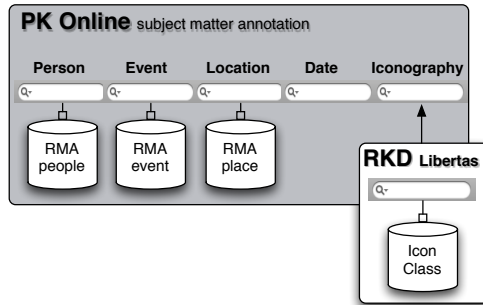 PK Online subject matter annotation
Person Event Location Date Iconography
RMA people
RMA event
RMA place
RKD Libertas
Icon Class